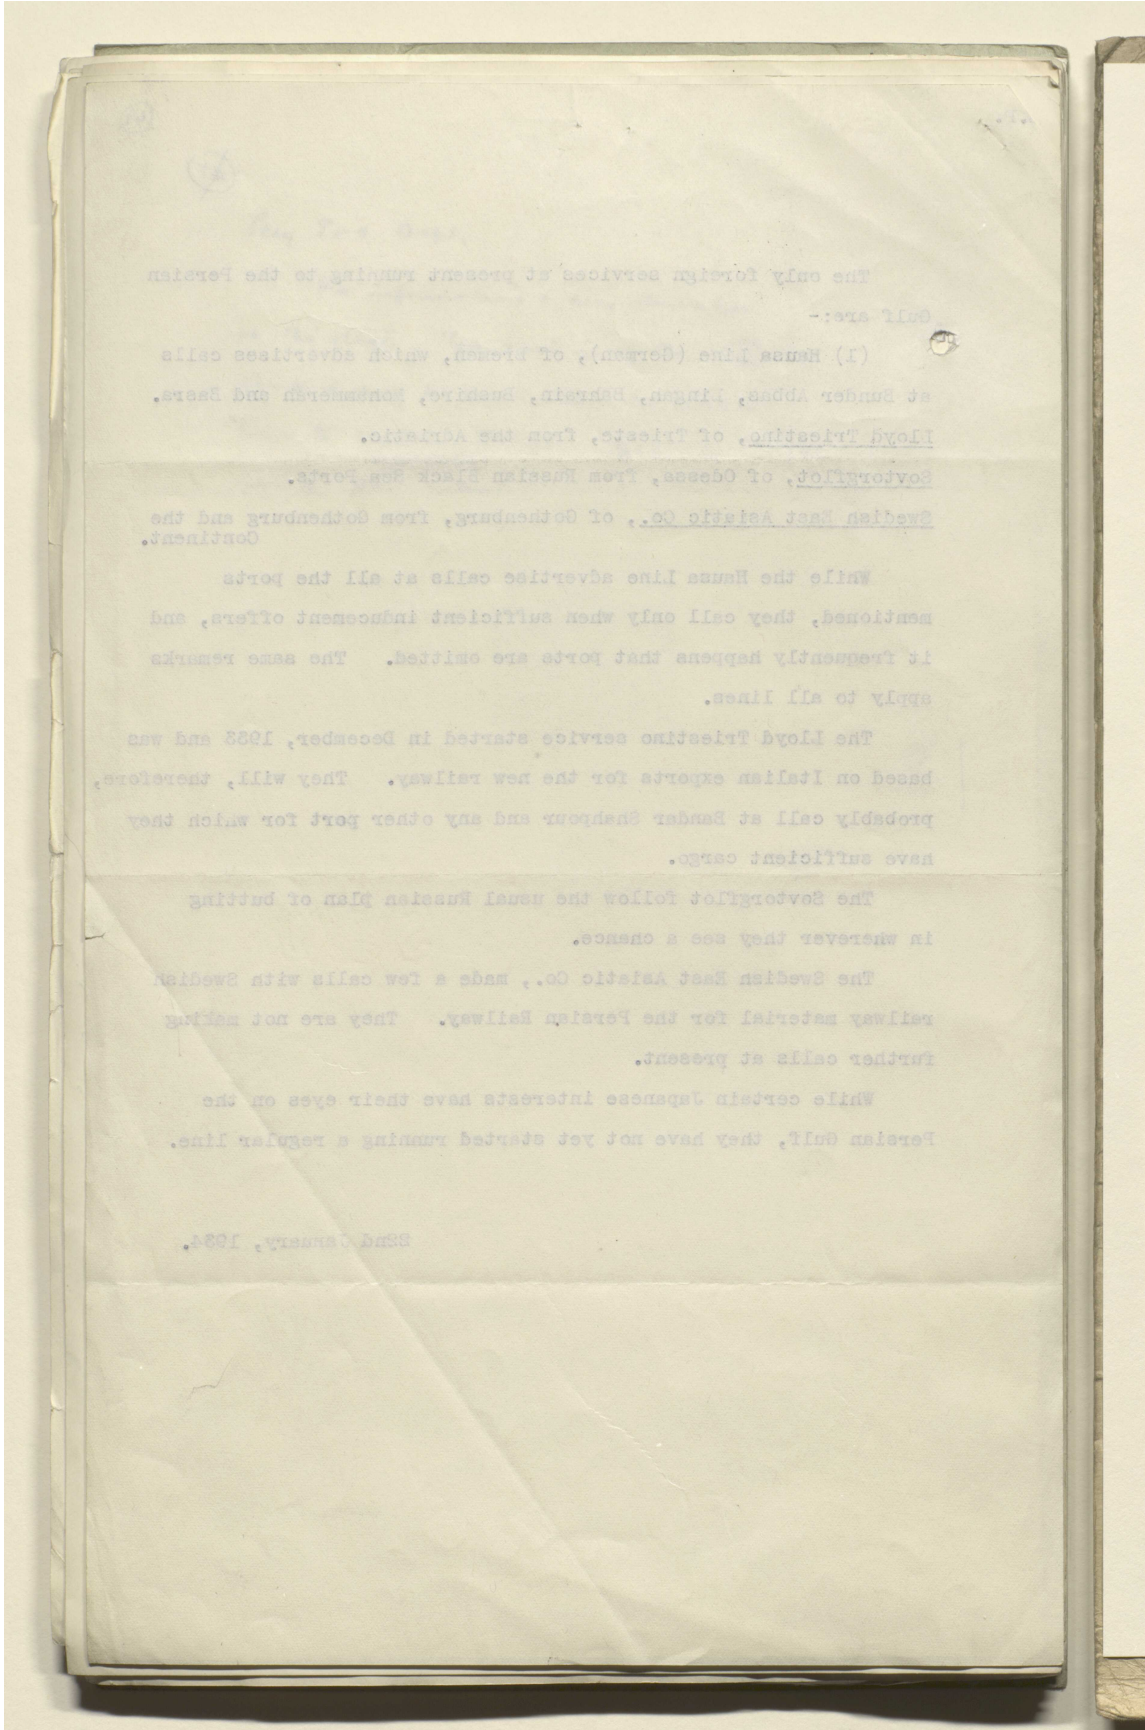 The only foreign services at present running to the Persian
Gulf are:-
(1) Hausa Line (German), of Bremen, which advertises calls
at Bunder Abbas, Lingah, Bahrain, Bushire, Mohammerah and Basra.
Lloyd Triestino, of Trieste, from the Adriatic.
Sovtorgflot, of Odessa, from Russian Black Sea Ports.
Swedish East Asiatic Co., of Gothenburg, from Gothenburg and the
Continent.
While the Hausa Line advertise calls at all the ports
mentioned, they call only when sufficient inducement offers, and
it frequently happens that ports are omitted. The same remarks
apply to all lines.
The Lloyd Triestino service started in December, 1933 and was
based on Italian exports for the new railway. They will, therefore,
probably call at Bandar Shahpour and any other port for which they
have sufficient cargo.
The Sovtorgflot follow the usual Russian plan of butting
in wherever they see a chance.
The Swedish East Asiatic Co., made a few calls with Swedish
railway material for the Persian Railway. They are not making
further calls at present.
While certain Japanese interests have their eyes on the
Persian Gulf, they have not yet started running a regular line.
22nd January, 1934.